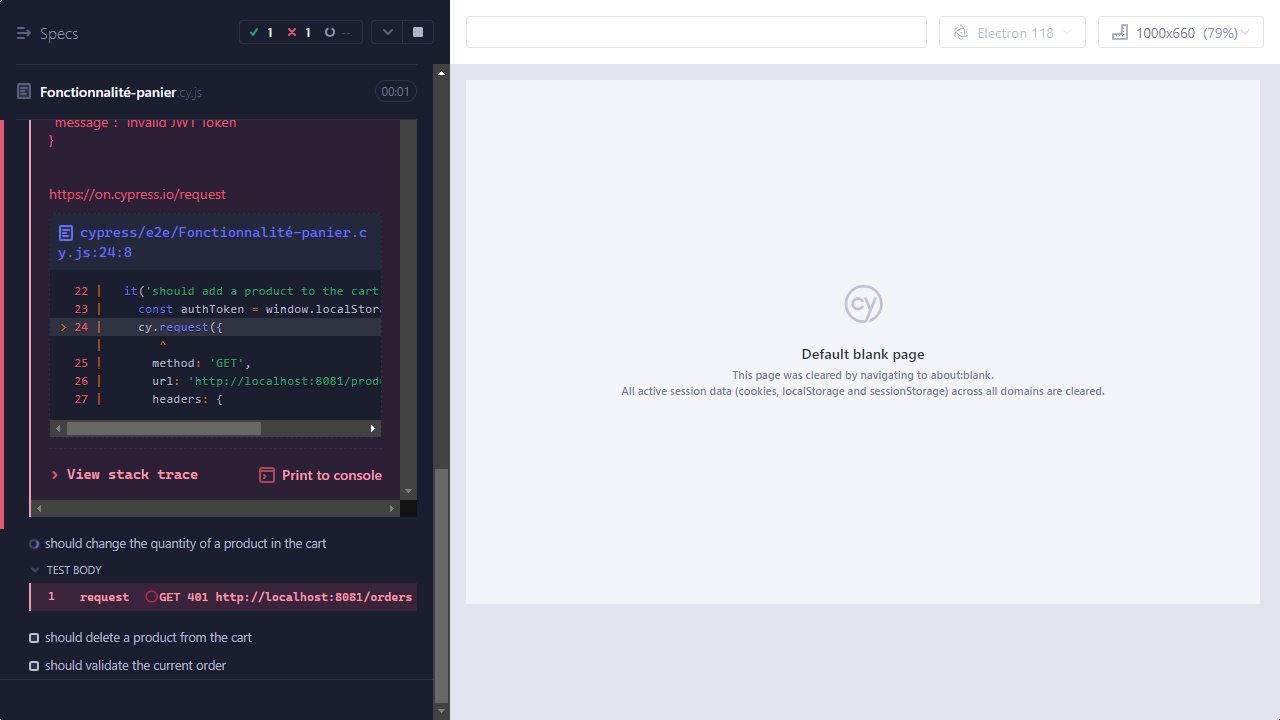 Specs
1 1 --
Electron 118
1000x660 (79%)
Fonctionnalité-panier.cy.js
00:01
"message": "Invalid JWT Token"
}
https://on.cypress.io/request
cypress/e2e/Fonctionnalité-panier.c
y.js:24:8
22 | it('should add a product to the cart
23 | const authToken = window.localStora
> 24 | cy.request({
| ^
25 | method: 'GET',
26 | url: 'http://localhost:8081/produ
27 | headers: {
> View stack trace
Print to console
should change the quantity of a product in the cart
TEST BODY
1 request GET 401 http://localhost:8081/orders
should delete a product from the cart
should validate the current order
cy
Default blank page
This page was cleared by navigating to about:blank.
All active session data (cookies, localStorage and sessionStorage) across all domains are cleared.